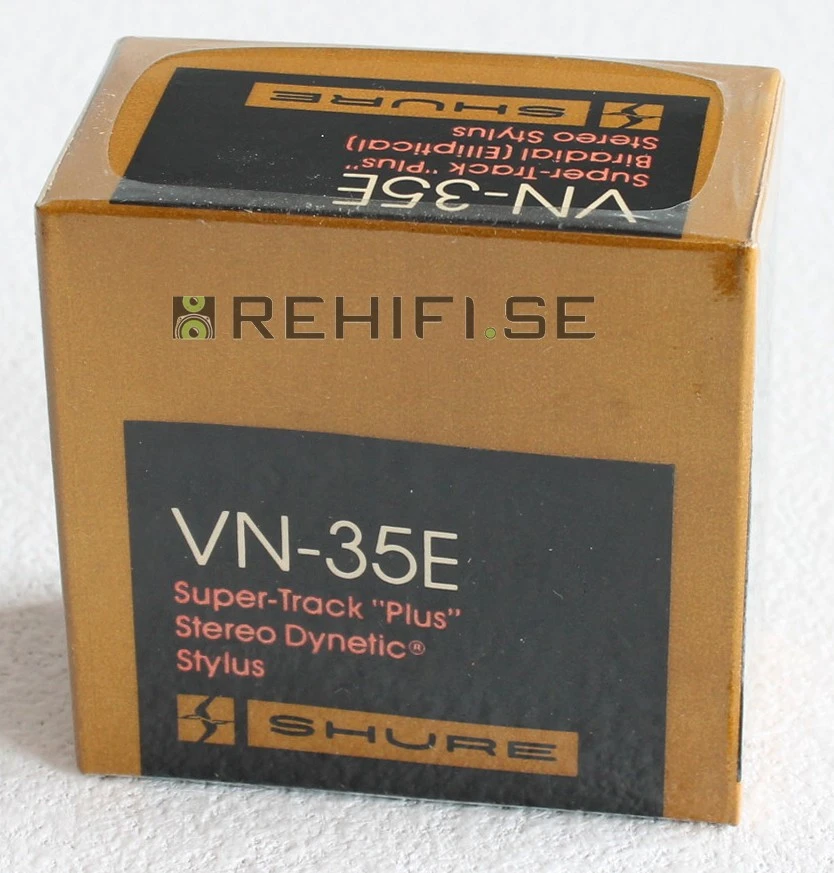 SHURE
Stereo Stylus
Biradial (Elliptical)
Super-Track "Plus"
VN-35E
REHIFI.SE
VN-35E
Super-Track "Plus"
Stereo Dynetic®
Stylus
SHURE